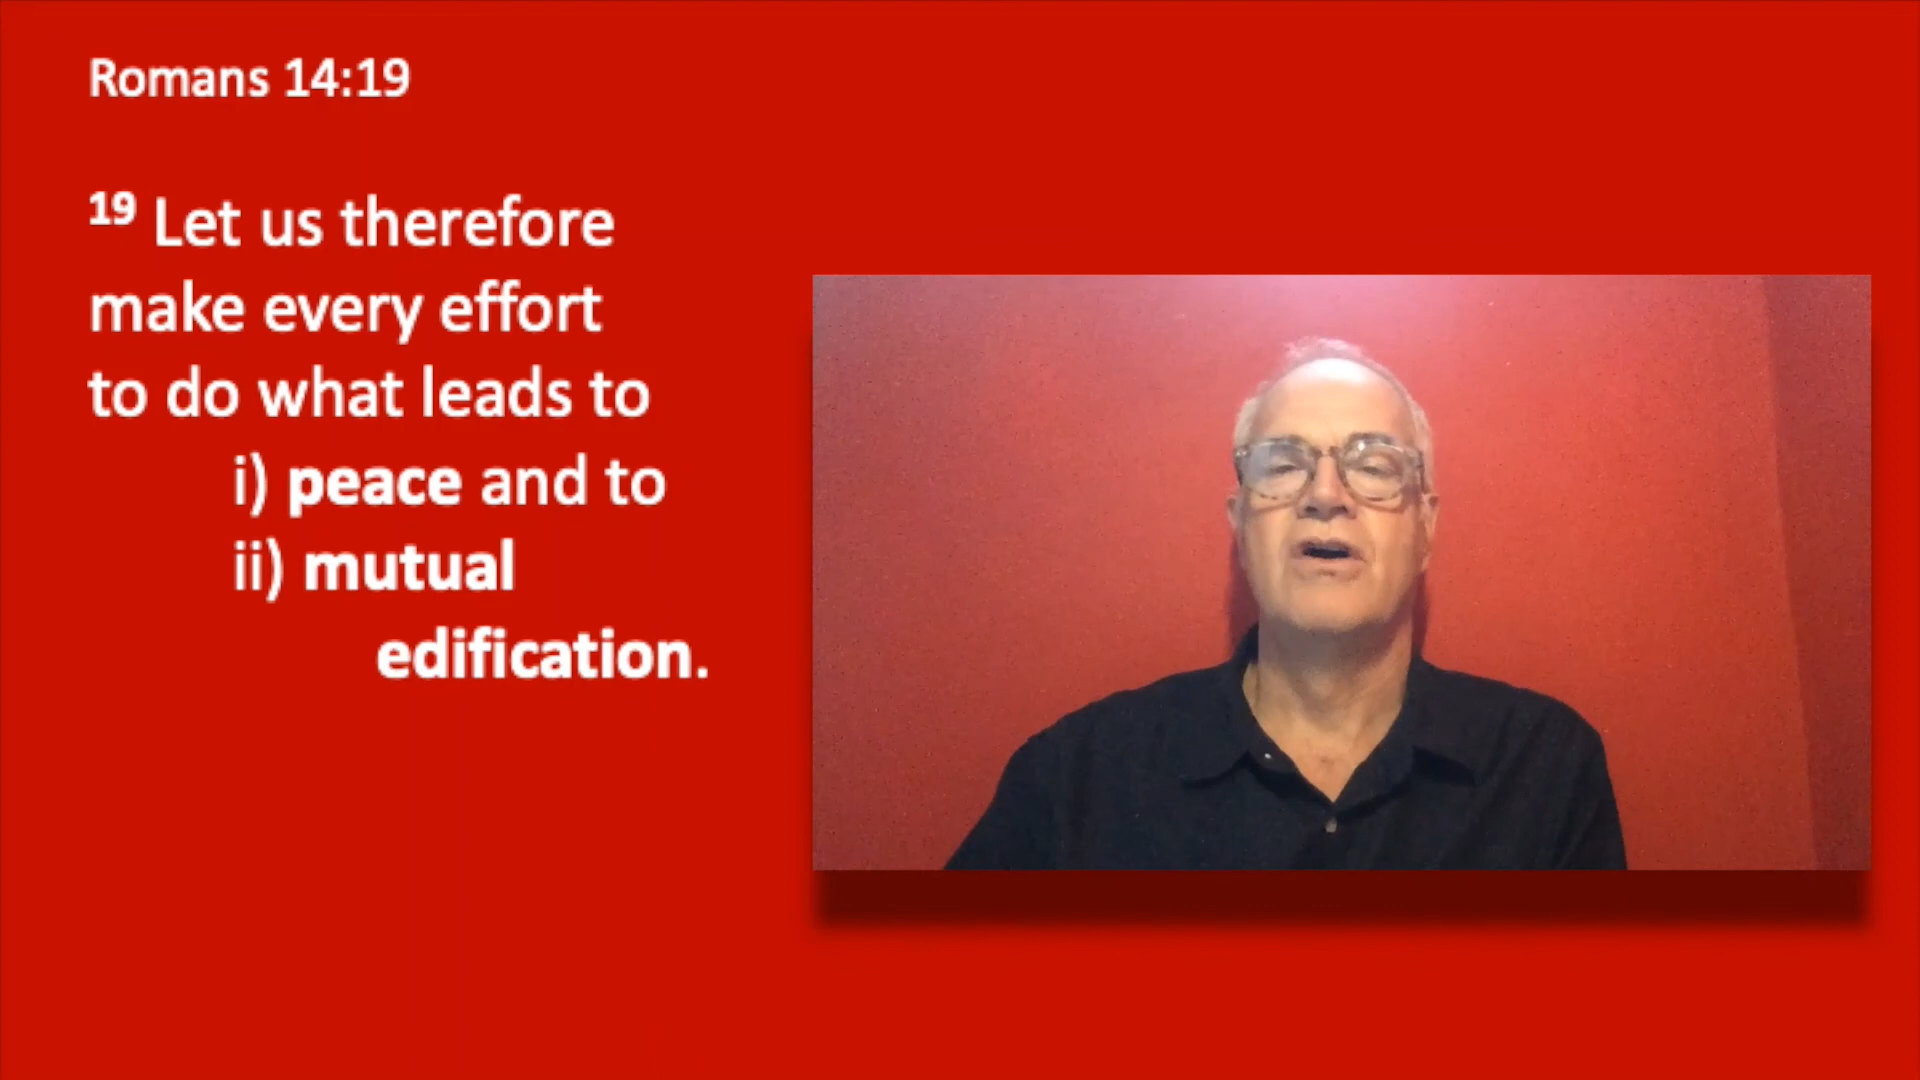 Romans 14:19
19 Let us therefore
make every effort
to do what leads to
i) peace and to
ii) mutual
edification.